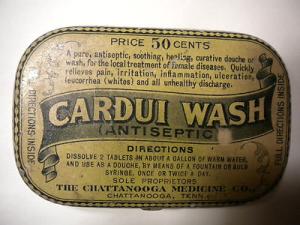 PRICE 50 CENTS
A pure, antiseptic, soothing, healing, curative douche or
wash, for the local treatment of female diseases. Quickly
relieves pain, irritation, inflammation, ulceration,
leucorrhea (whites) and all unhealthy discharge.
DIRECTIONS INSIDE
CARDUI WASH
(ANTISEPTIC)
FULL DIRECTIONS INSIDE
DIRECTIONS
DISSOLVE 2 TABLETS IN ABOUT A GALLON OF WARM WATER,
AND USE AS A DOUCHE, BY MEANS OF A FOUNTAIN OR BULB
SYRINGE, ONCE OR TWICE A DAY.
SOLE PROPRIETORS
THE CHATTANOOGA MEDICINE CO.,
CHATTANOOGA, TENN.